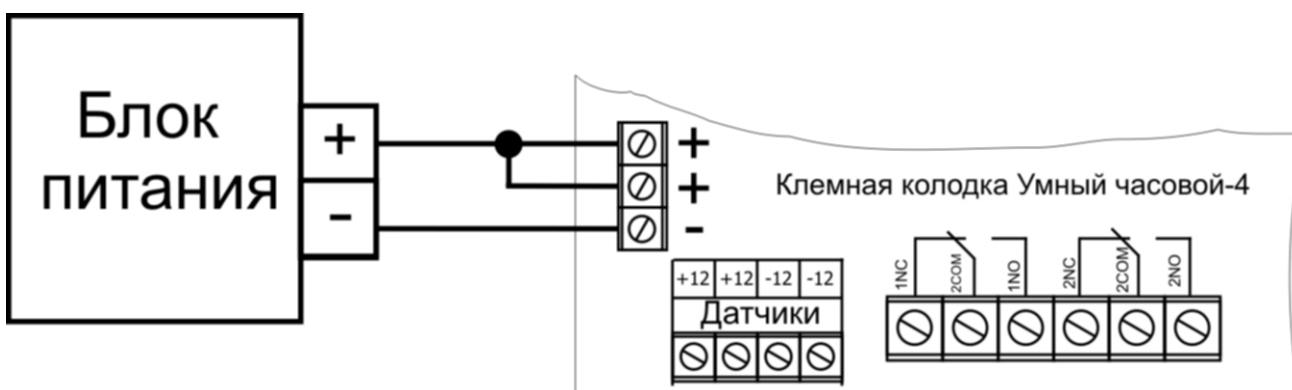 Блок
питания
+
-
+
+
-
Клемная колодка Умный часовой-4
+12 +12 -12 -12
Датчики
1NC 2COM 1NO 2NC 2COM 2NO